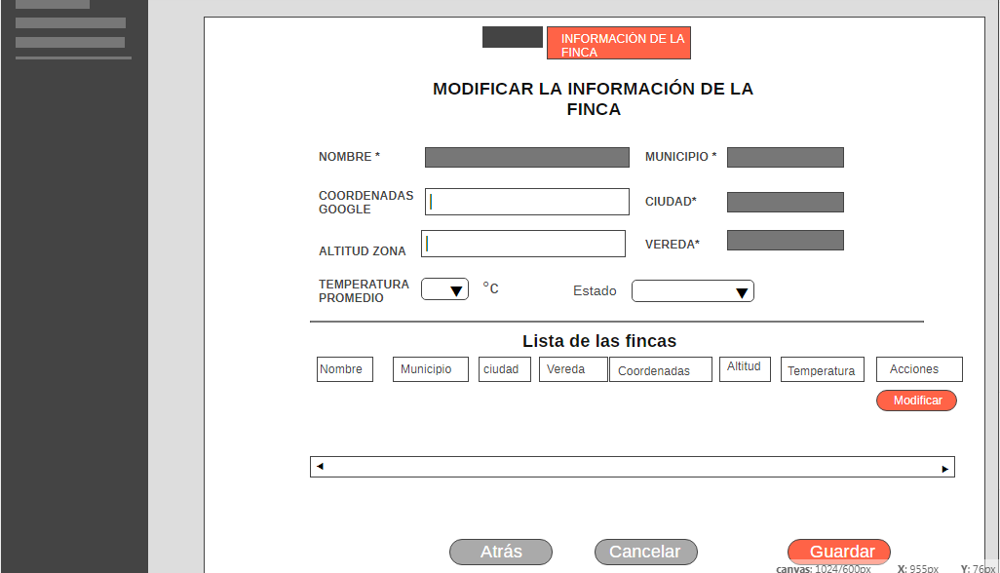 INFORMACIÓN DE LA
FINCA
MODIFICAR LA INFORMACIÓN DE LA
FINCA
NOMBRE *
MUNICIPIO *
COORDENADAS
GOOGLE
CIUDAD*
ALTITUD ZONA
VEREDA*
TEMPERATURA
PROMEDIO
°C
Estado
Lista de las fincas
Nombre Municipio ciudad Vereda Coordenadas Altitud Temperatura Acciones
Modificar
Atrás Cancelar Guardar
canvas: 1024/600px X: 955px Y: 76px